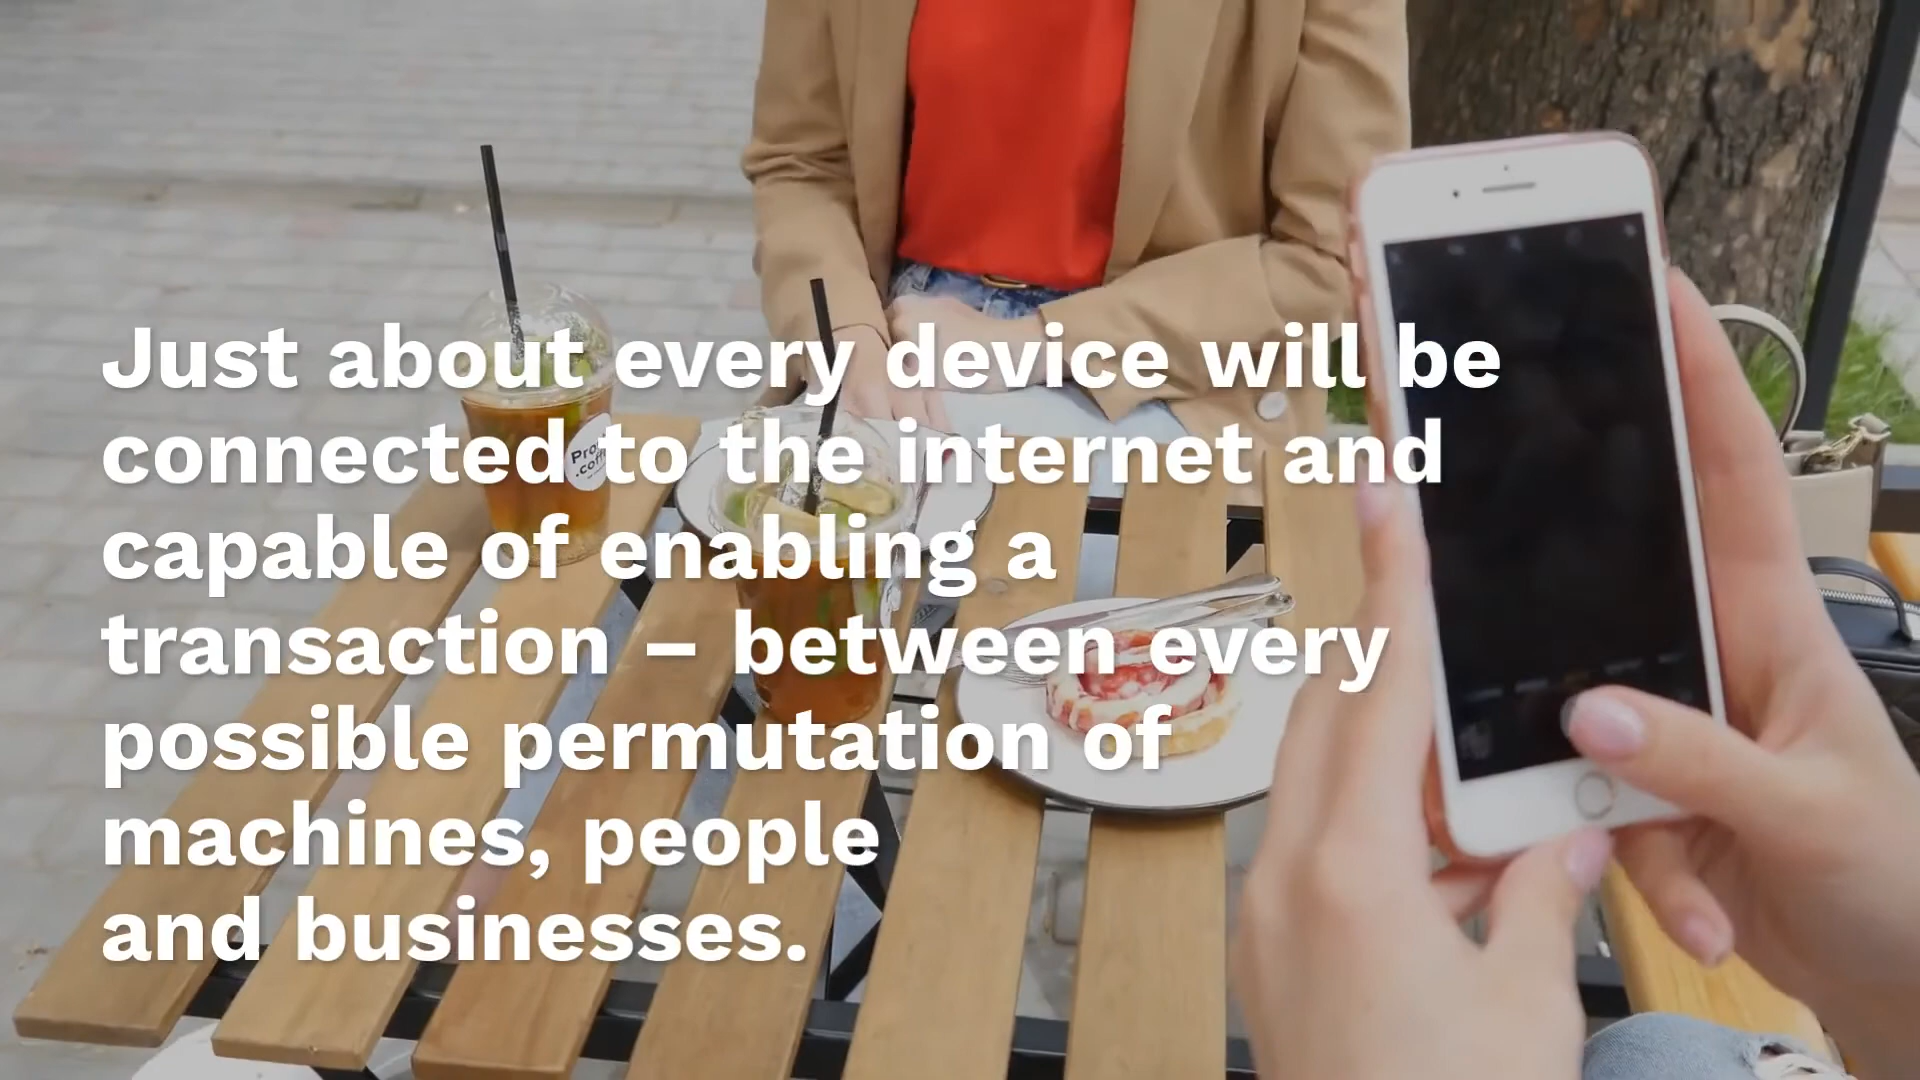 Just about every device will be
connected to the internet and
capable of enabling a
transaction – between every
possible permutation of
machines, people
and businesses.